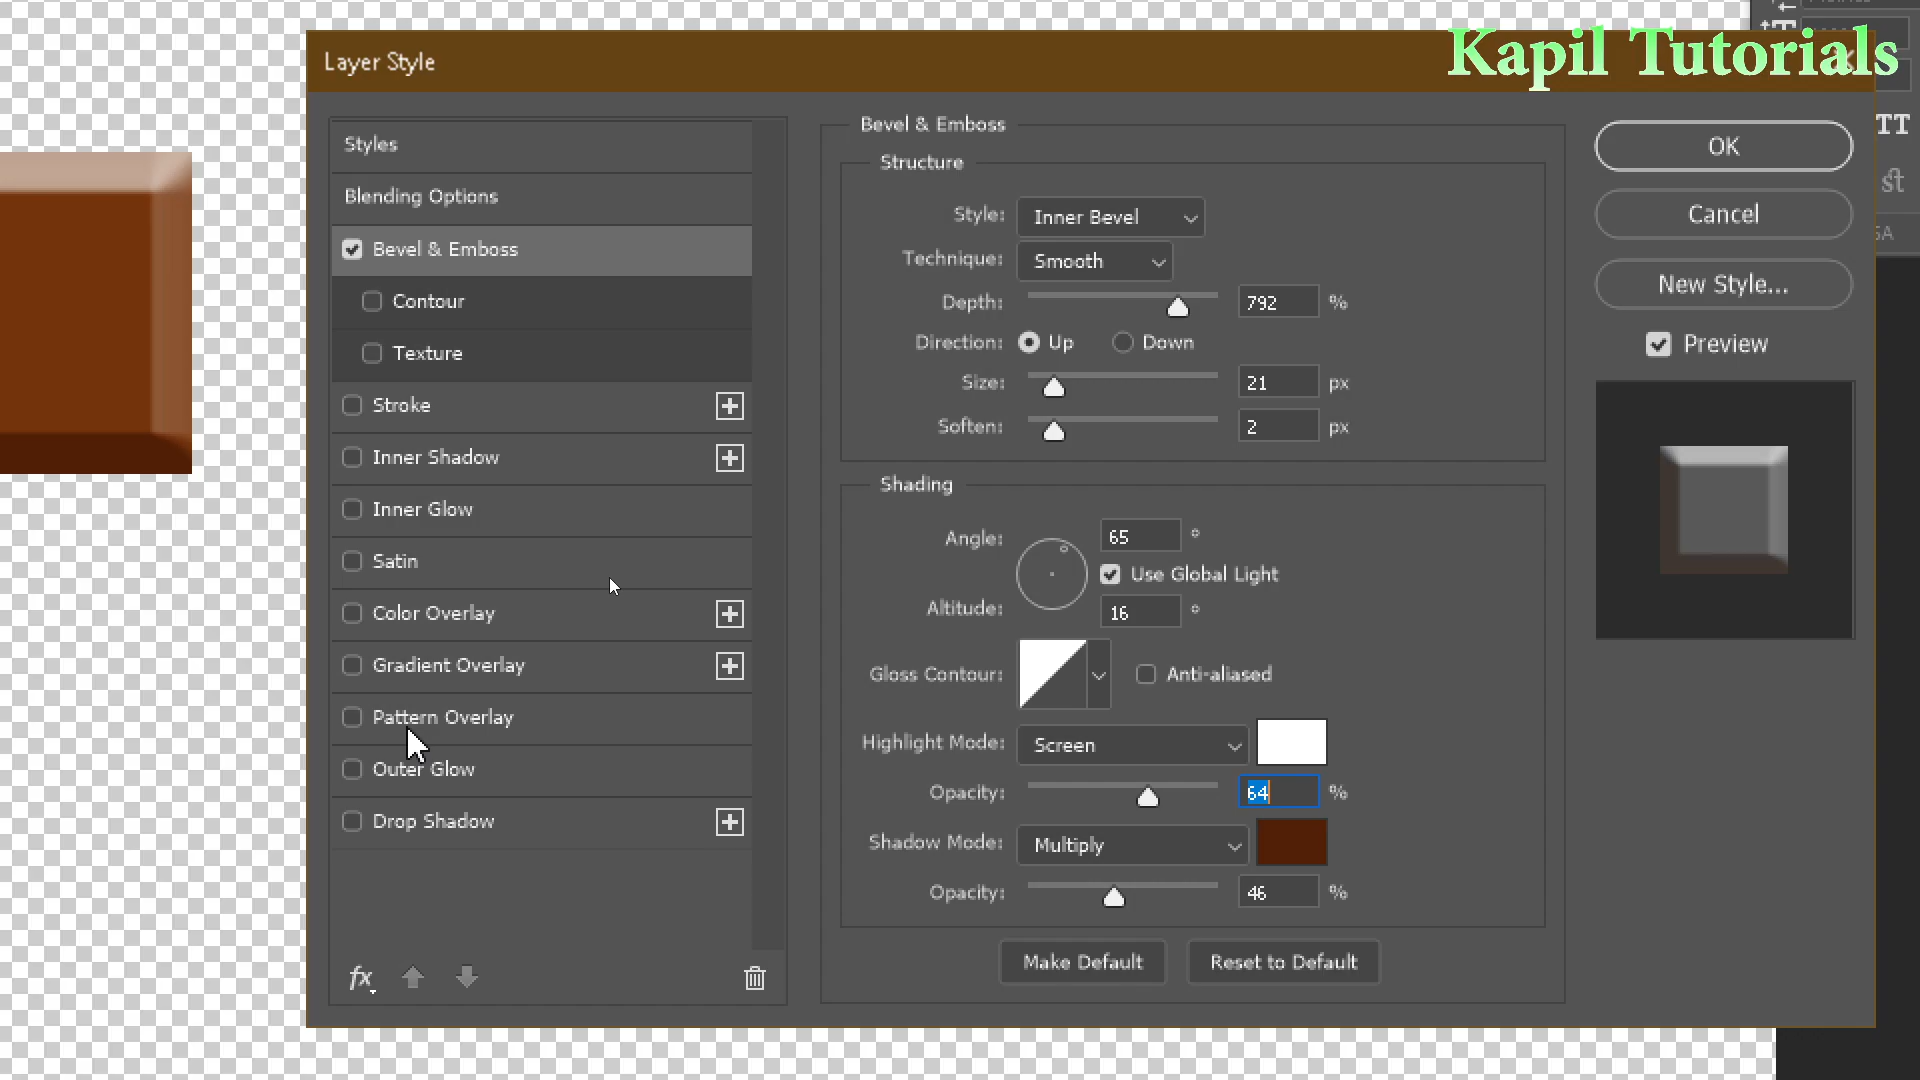 Kapil Tutorials
Layer Style
Styles
Blending Options
Bevel & Emboss
Contour
Texture
Stroke
Inner Shadow
Inner Glow
Satin
Color Overlay
Gradient Overlay
Pattern Overlay
Outer Glow
Drop Shadow
fx
Bevel & Emboss
Structure
Style: Inner Bevel
Technique: Smooth
Depth: 792 %
Direction: Up Down
Size: 21 px
Soften: 2 px
Shading
Angle: 65 °
Use Global Light
Altitude: 16 °
Gloss Contour: Anti-aliased
Highlight Mode: Screen
Opacity: 64 %
Shadow Mode: Multiply
Opacity: 46 %
Make Default Reset to Default
OK
Cancel
New Style...
Preview
TT
st